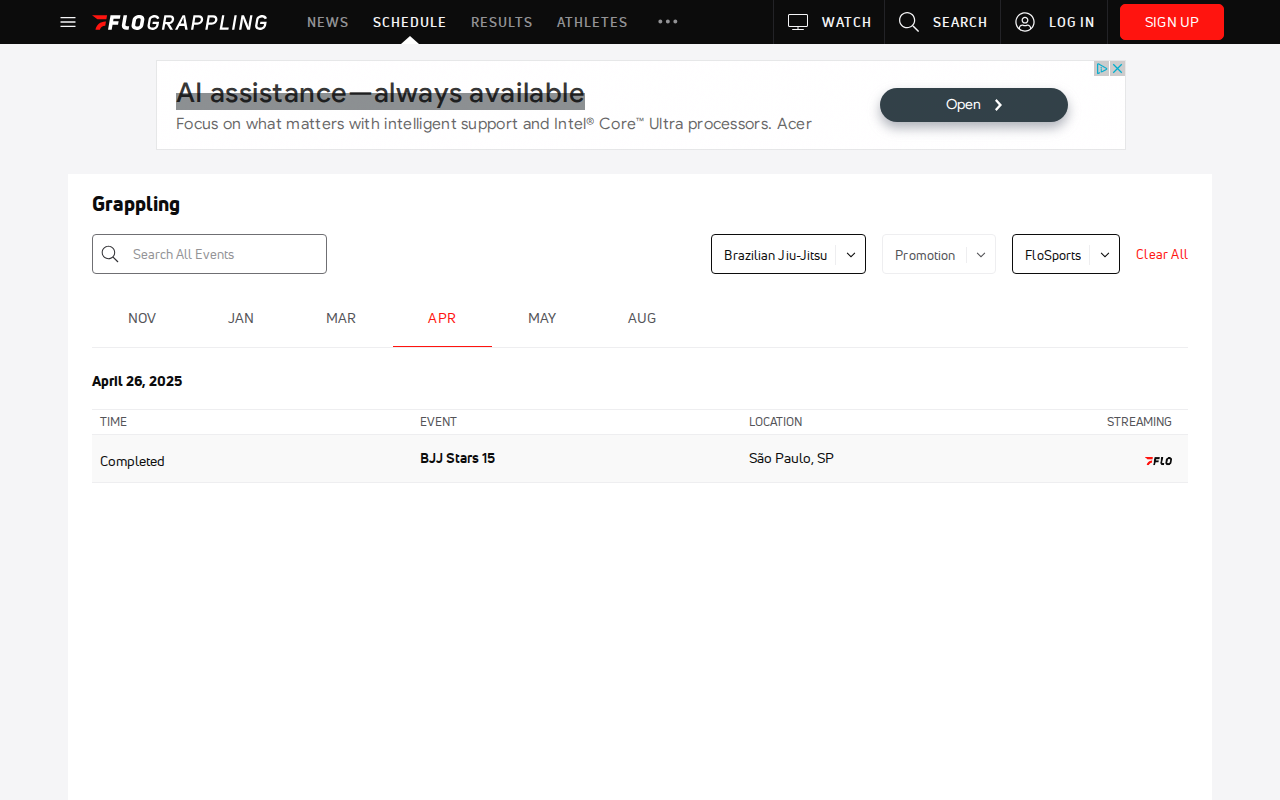 FLOGRAPPLING NEWS SCHEDULE RESULTS ATHLETES ••• WATCH SEARCH LOG IN SIGN UP
AI assistance—always available
Focus on what matters with intelligent support and Intel® Core™ Ultra processors. Acer
Open
Grappling
Search All Events
Brazilian Jiu-Jitsu
Promotion
FloSports
Clear All
NOV JAN MAR APR MAY AUG
April 26, 2025
TIME EVENT LOCATION STREAMING
Completed BJJ Stars 15 São Paulo, SP FLO